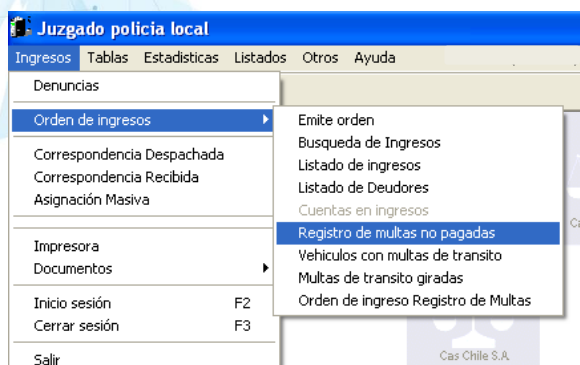 Juzgado policia local
Ingresos Tablas Estadisticas Listados Otros Ayuda
Denuncias
Orden de ingresos
Correspondencia Despachada
Correspondencia Recibida
Asignación Masiva
Impresora
Documentos
Inicio sesión F2
Cerrar sesión F3
Salir
Emite orden
Busqueda de Ingresos
Listado de ingresos
Listado de Deudores
Cuentas en ingresos
Registro de multas no pagadas
Vehiculos con multas de transito
Multas de transito giradas
Orden de ingreso Registro de Multas
Ca
Cas Chile S.A.